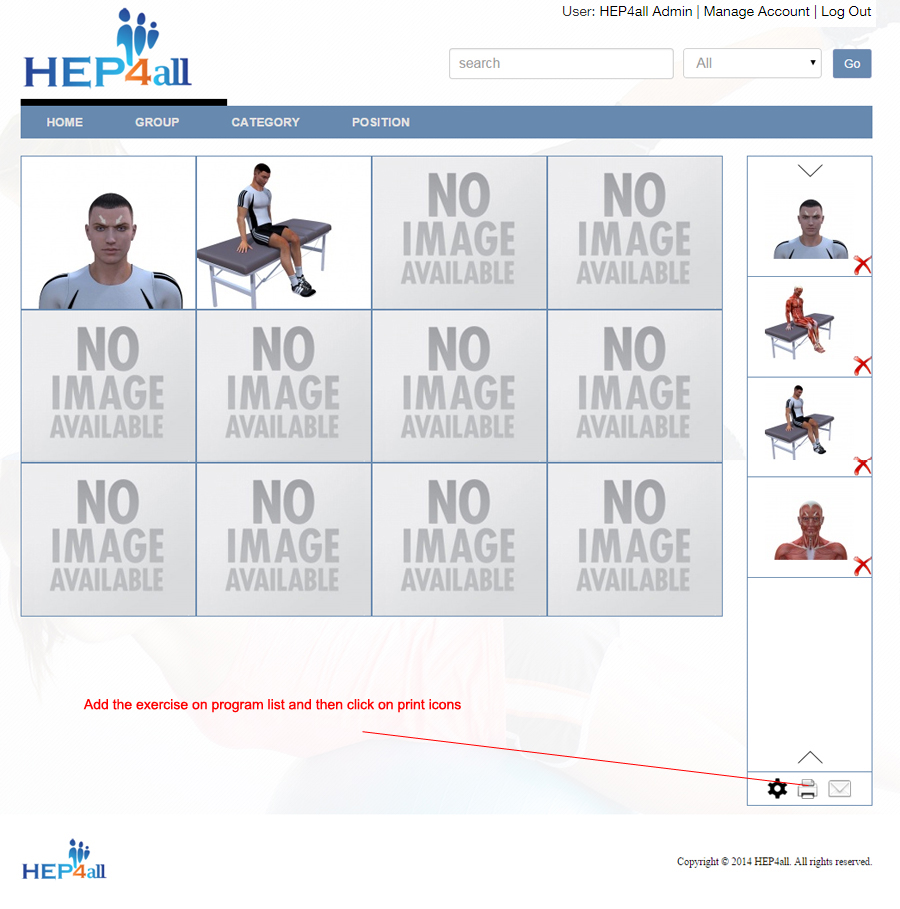 User: HEP4all Admin | Manage Account | Log Out
HEP4all
search
All
Go
HOME GROUP CATEGORY POSITION
NO IMAGE AVAILABLE
NO IMAGE AVAILABLE
NO IMAGE AVAILABLE
NO IMAGE AVAILABLE
NO IMAGE AVAILABLE
NO IMAGE AVAILABLE
NO IMAGE AVAILABLE
NO IMAGE AVAILABLE
NO IMAGE AVAILABLE
NO IMAGE AVAILABLE
Add the exercise on program list and then click on print icons
HEP4all
Copyright © 2014 HEP4all. All rights reserved.